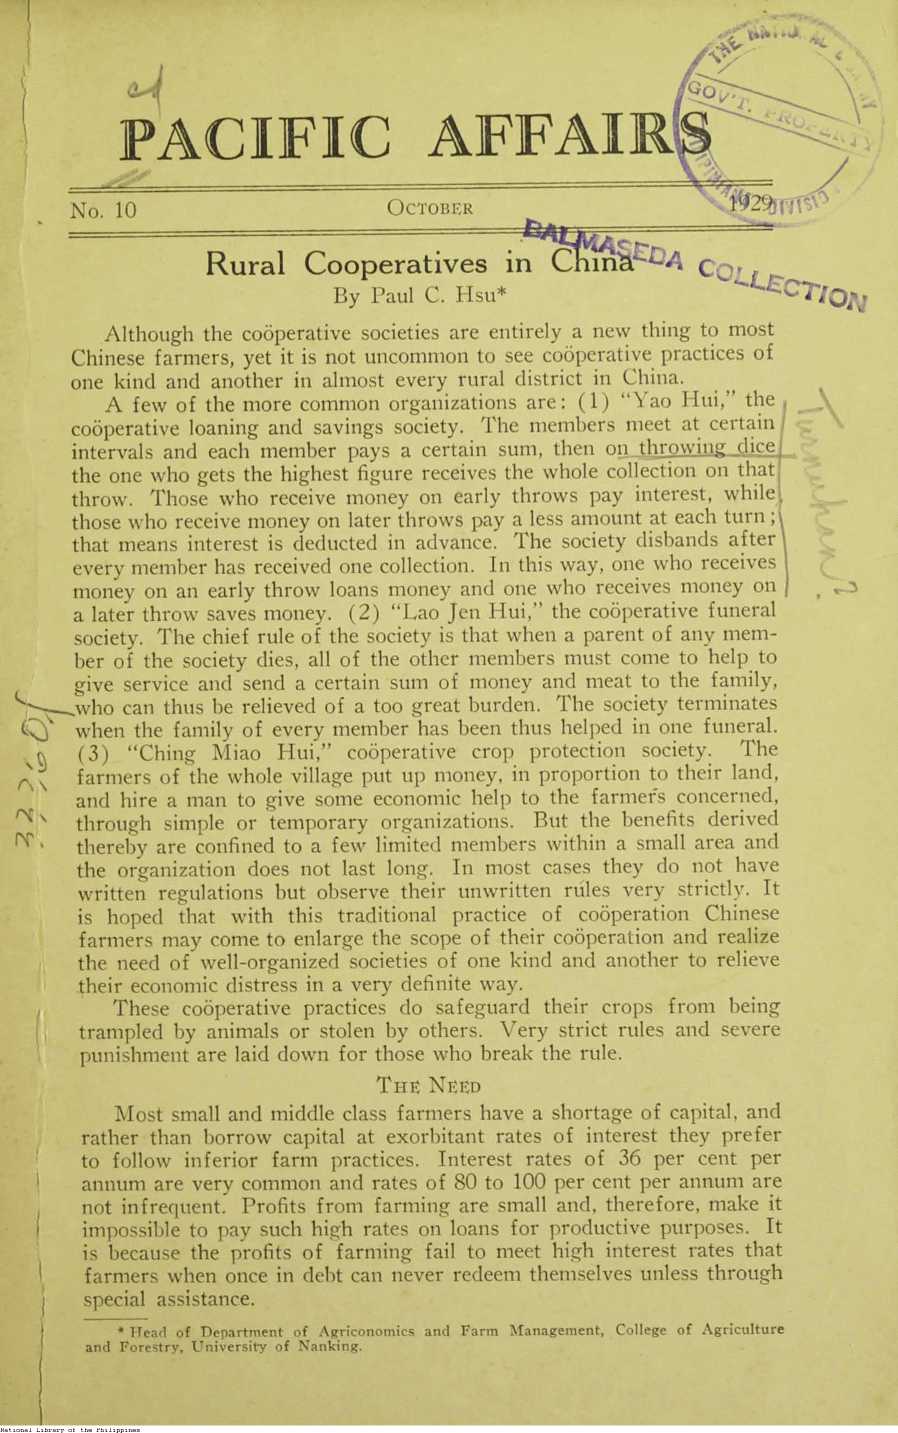 PACIFIC AFFAIRS
THE NATIONAL
GOV'T. PROPERTY
No. 10 OCTOBER 1929
BALMASEDA COLLECTION
Rural Cooperatives in China
By Paul C. Hsu*
Although the coöperative societies are entirely a new thing to most
Chinese farmers, yet it is not uncommon to see coöperative practices of
one kind and another in almost every rural district in China.
A few of the more common organizations are: (1) "Yao Hui," the
coöperative loaning and savings society. The members meet at certain
intervals and each member pays a certain sum, then on throwing dice
the one who gets the highest figure receives the whole collection on that
throw. Those who receive money on early throws pay interest, while
those who receive money on later throws pay a less amount at each turn;
that means interest is deducted in advance. The society disbands after
every member has received one collection. In this way, one who receives
money on an early throw loans money and one who receives money on
a later throw saves money. (2) "Lao Jen Hui," the coöperative funeral
society. The chief rule of the society is that when a parent of any mem-
ber of the society dies, all of the other members must come to help to
give service and send a certain sum of money and meat to the family,
who can thus be relieved of a too great burden. The society terminates
when the family of every member has been thus helped in one funeral.
(3) "Ching Miao Hui," coöperative crop protection society. The
farmers of the whole village put up money, in proportion to their land,
and hire a man to give some economic help to the farmers concerned,
through simple or temporary organizations. But the benefits derived
thereby are confined to a few limited members within a small area and
the organization does not last long. In most cases they do not have
written regulations but observe their unwritten rules very strictly. It
is hoped that with this traditional practice of coöperation Chinese
farmers may come to enlarge the scope of their coöperation and realize
the need of well-organized societies of one kind and another to relieve
their economic distress in a very definite way.
These coöperative practices do safeguard their crops from being
trampled by animals or stolen by others. Very strict rules and severe
punishment are laid down for those who break the rule.
THE NEED
Most small and middle class farmers have a shortage of capital, and
rather than borrow capital at exorbitant rates of interest they prefer
to follow inferior farm practices. Interest rates of 36 per cent per
annum are very common and rates of 80 to 100 per cent per annum are
not infrequent. Profits from farming are small and, therefore, make it
impossible to pay such high rates on loans for productive purposes. It
is because the profits of farming fail to meet high interest rates that
farmers when once in debt can never redeem themselves unless through
special assistance.
* Head of Department of Agriconomics and Farm Management, College of Agriculture
and Forestry, University of Nanking.
National Library of the Philippines